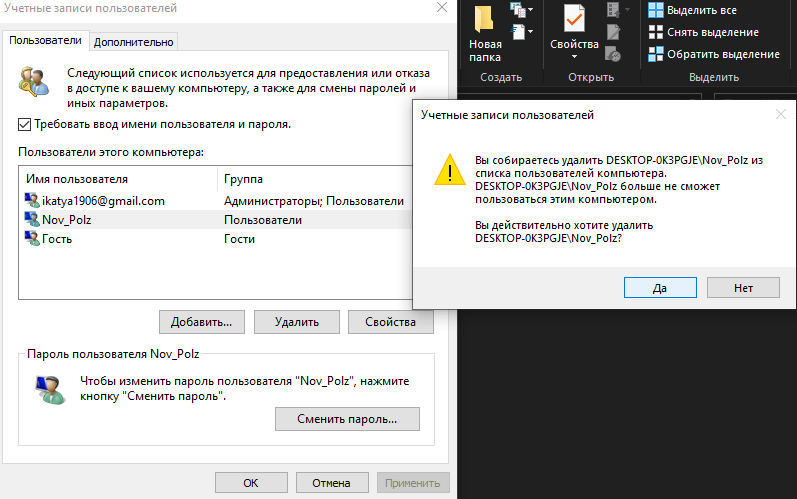 Учетные записи пользователей
Пользователи
Дополнительно
Следующий список используется для предоставления или отказа
в доступе к вашему компьютеру, а также для смены паролей и
иных параметров.
Требовать ввод имени пользователя и пароля.
Пользователи этого компьютера:
Имя пользователя Группа
ikatya1906@gmail.com Администраторы; Пользователи
Nov_Polz Пользователи
Гость Гости
Добавить... Удалить Свойства
Пароль пользователя Nov_Polz
Чтобы изменить пароль пользователя "Nov_Polz", нажмите
кнопку "Сменить пароль".
Сменить пароль...
ОК Отмена Применить
Новая
папка
Создать
Свойства
Открыть
Выделить все
Снять выделение
Обратить выделение
Выделить
Учетные записи пользователей
Вы собираетесь удалить DESKTOP-0K3PGJE\Nov_Polz из
списка пользователей компьютера.
DESKTOP-0K3PGJE\Nov_Polz больше не сможет
пользоваться этим компьютером.
Вы действительно хотите удалить
DESKTOP-0K3PGJE\Nov_Polz?
Да Нет